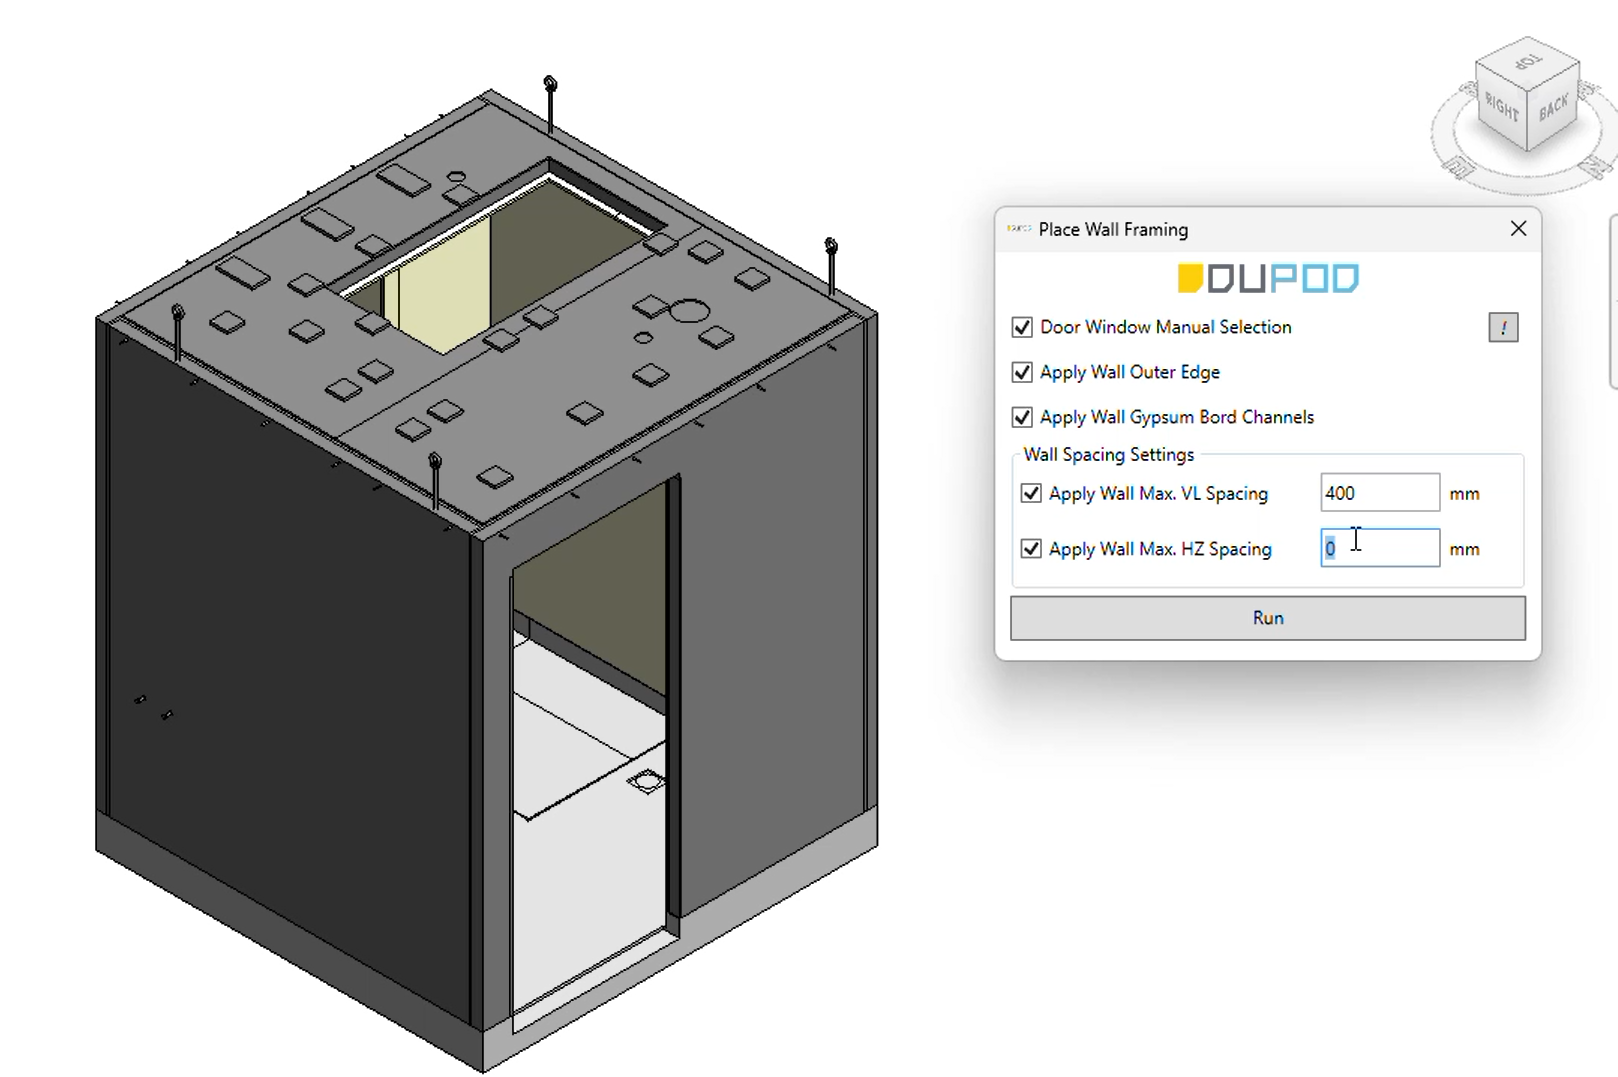 TOP
RIGHT
BACK
E
N
Place Wall Framing
DUPOD
Door Window Manual Selection
!
Apply Wall Outer Edge
Apply Wall Gypsum Bord Channels
Wall Spacing Settings
Apply Wall Max. VL Spacing 400 mm
Apply Wall Max. HZ Spacing 0 mm
Run